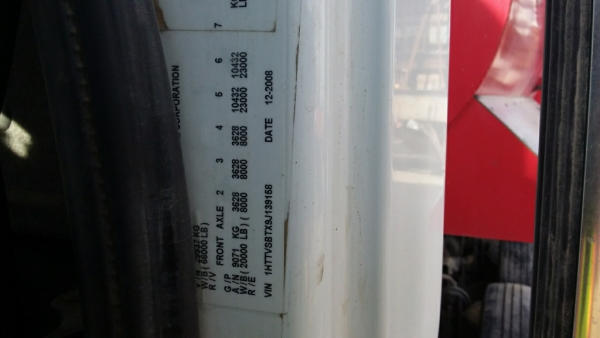 CORPORATION
W/B ( 66000 LB)
R / V
FRONT AXLE 2 3 4 5 6 7
G / P
A / N 9071 KG 3628 3628 3628 10432 10432
W/B ( 20000 LB) ( 8000 8000 8000 23000 23000
R / E
VIN 1HTTVSBTX9J139158 DATE 12-2008